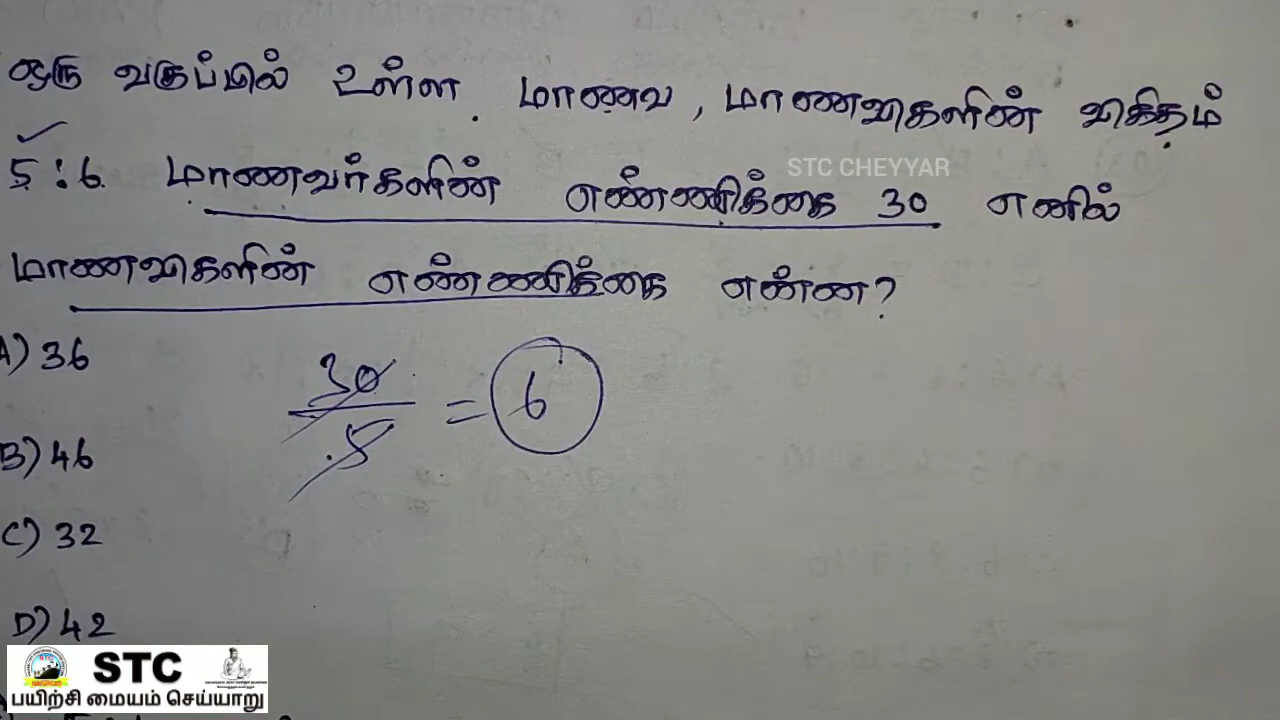 ஒரு வகுப்பில் உள்ள மாணவ, மாணவிகளின் விகிதம்
5:6. மாணவர்களின் எண்ணிக்கை 30 எனில்
STC CHEYYAR
மாணவிகளின் எண்ணிக்கை என்ன?
A) 36
30/5 = 6
B) 46
C) 32
D) 42
STC
பயிற்சி மையம் செய்யாறு